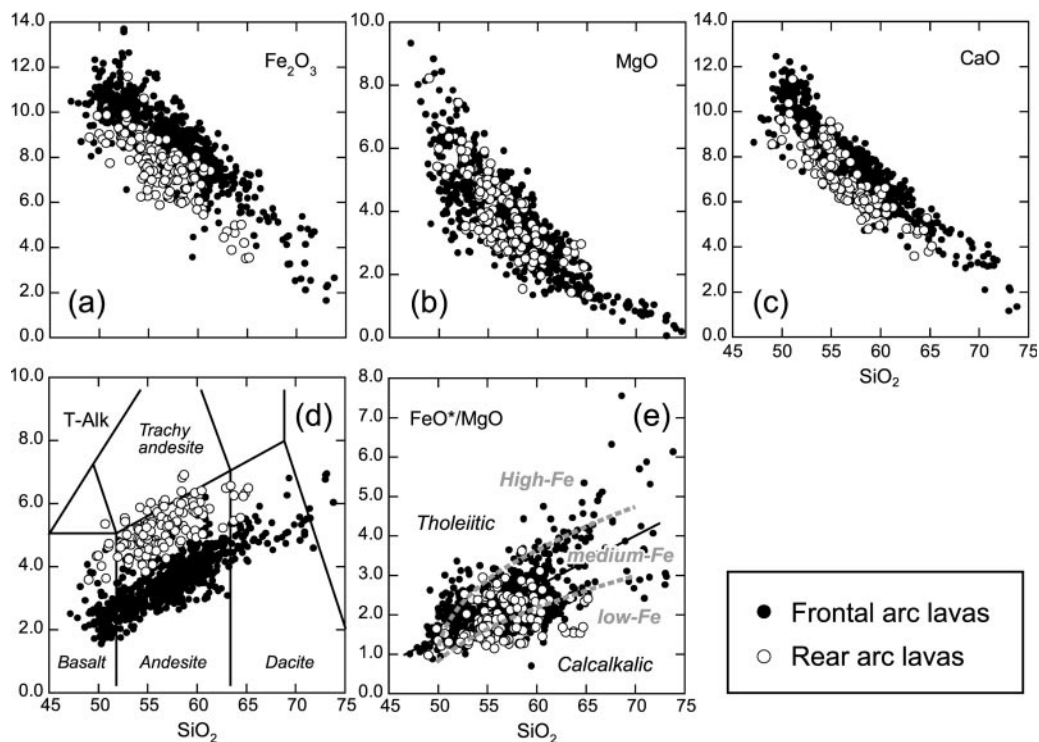 14.0
12.0
10.0
8.0
6.0
4.0
2.0
0.0
Fe₂O₃
(a)
10.0
8.0
6.0
4.0
2.0
0.0
MgO
(b)
14.0
12.0
10.0
8.0
6.0
4.0
2.0
0.0
CaO
(c)
45 50 55 60 65 70 75
SiO₂
10.0
8.0
6.0
4.0
2.0
0.0
T-Alk
(d)
Trachy
andesite
Basalt Andesite Dacite
45 50 55 60 65 70 75
SiO₂
8.0
7.0
6.0
5.0
4.0
3.0
2.0
1.0
0.0
FeO*/MgO
(e)
High-Fe
Tholeiitic
medium-Fe
low-Fe
Calcalkalic
45 50 55 60 65 70 75
SiO₂
Frontal arc lavas
Rear arc lavas